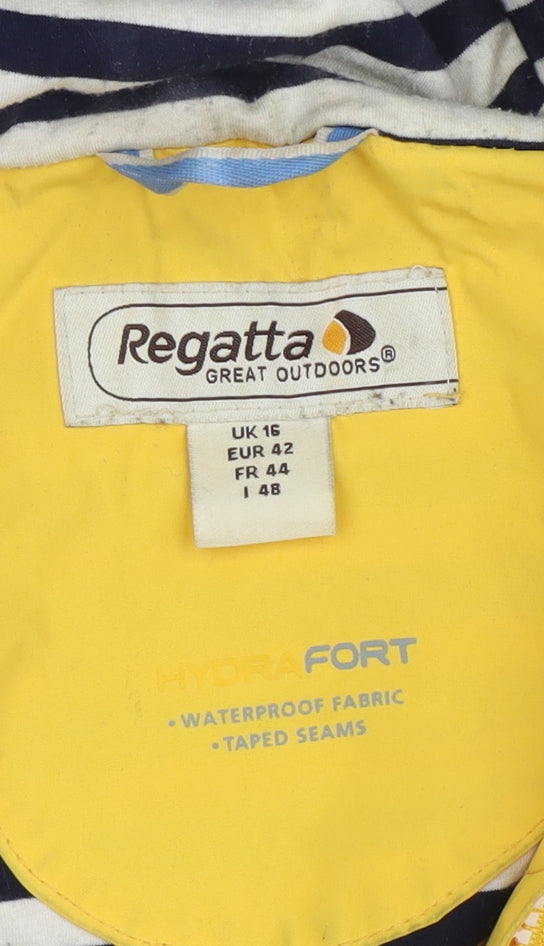 Regatta
GREAT OUTDOORS®
UK 16
EUR 42
FR 44
I 48
HYDRAFORT
• WATERPROOF FABRIC
• TAPED SEAMS